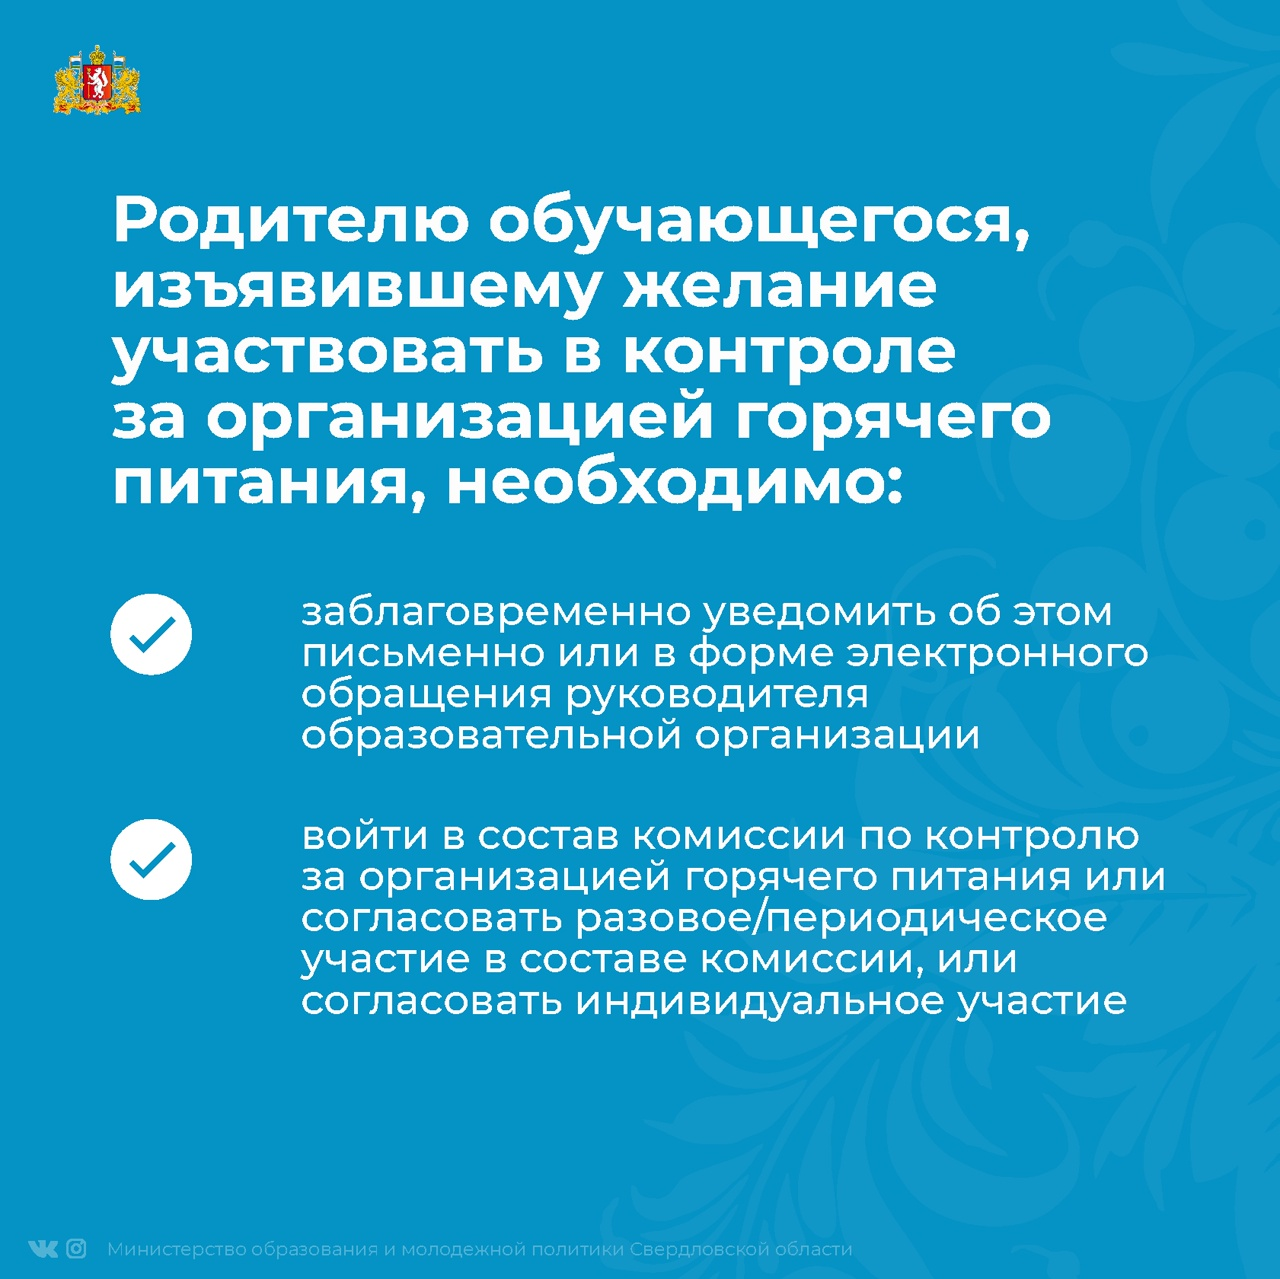 Родителю обучающегося,
изъявившему желание
участвовать в контроле
за организацией горячего
питания, необходимо:
заблаговременно уведомить об этом
письменно или в форме электронного
обращения руководителя
образовательной организации
войти в состав комиссии по контролю
за организацией горячего питания или
согласовать разовое/периодическое
участие в составе комиссии, или
согласовать индивидуальное участие
Министерство образования и молодежной политики Свердловской области